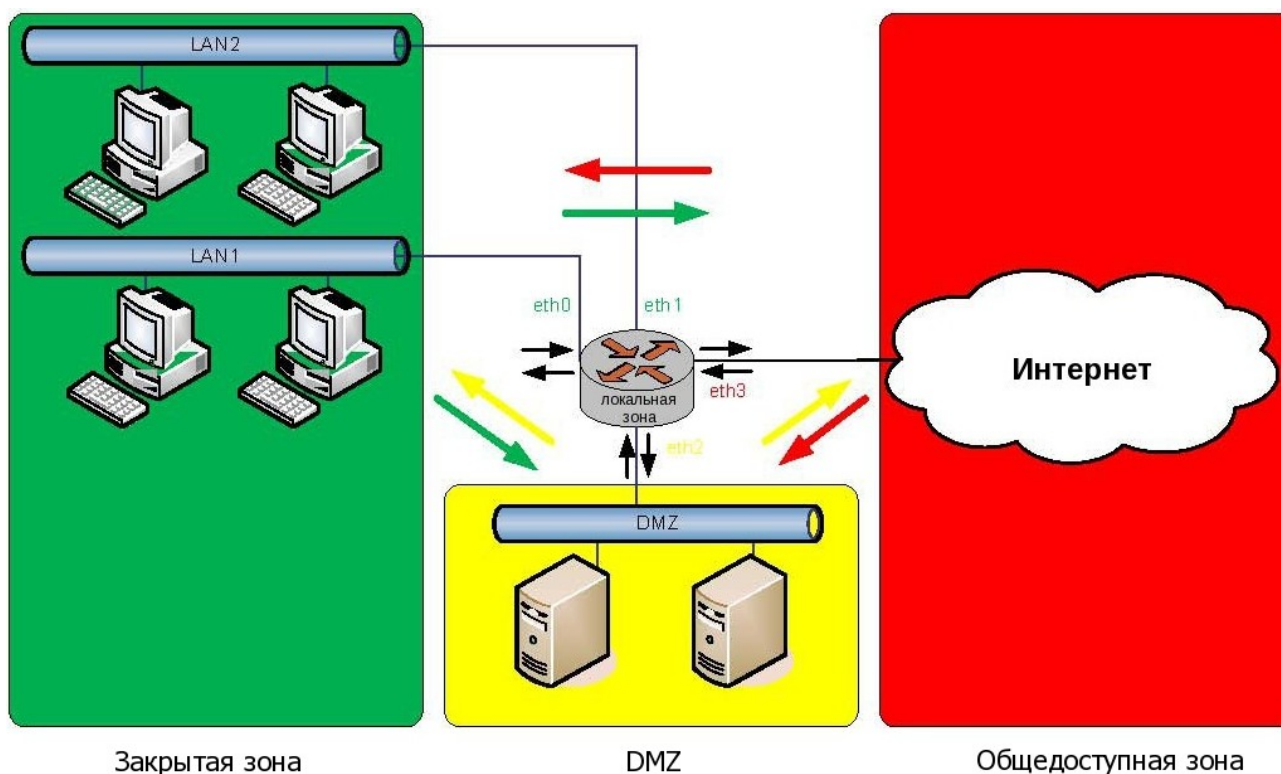 LAN2
LAN1
eth0
eth1
Интернет
eth3
локальная
зона
eth2
DMZ
Закрытая зона
DMZ
Общедоступная зона